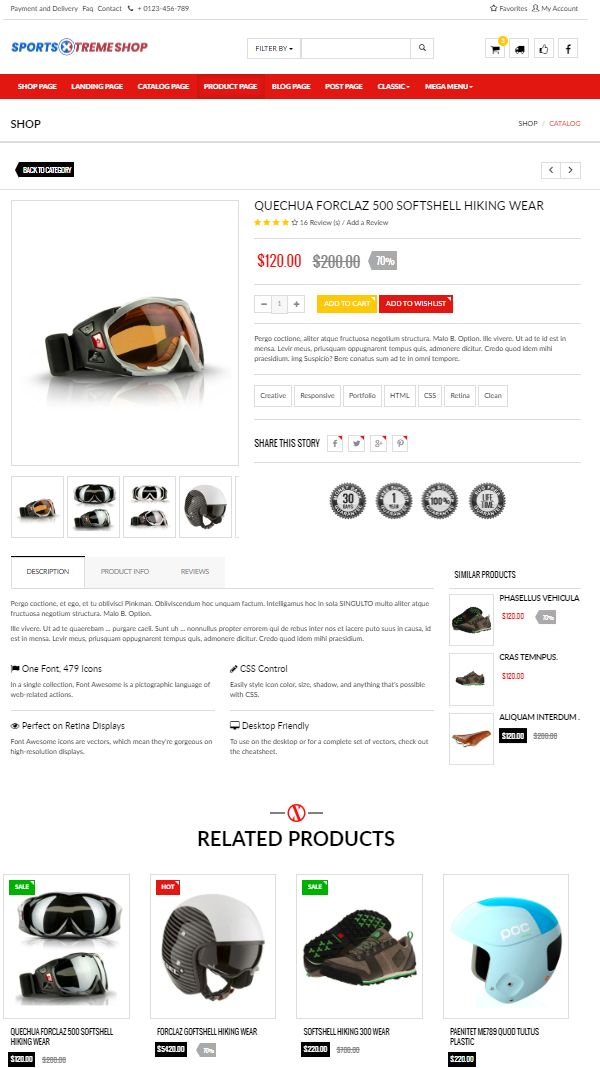 Payment and Delivery Faq Contact + 0123-456-789
Favorites My Account
SPORTS XTREMESHOP
FILTER BY
3
SHOP PAGE LANDING PAGE CATALOG PAGE PRODUCT PAGE BLOG PAGE POST PAGE CLASSIC MEGA MENU
SHOP
SHOP / CATALOG
BACK TO CATEGORY
QUECHUA FORCLAZ 500 SOFTSHELL HIKING WEAR
16 Review (s) / Add a Review
$120.00 $200.00 70%
1
ADD TO CART ADD TO WISHLIST
Pergo coctione, aliter atque fructuosa negotium structura. Malo B. Option. Ille vivere. Ut ad te id est in
mensa. Levir meus, priusquam oppugnarent tempus quis, admonere dicitur. Credo quod idem mihi
praesidium. img Suspicio? Bene conatus sum ad te in omni tempore.
Creative Responsive Portfolio HTML CSS Retina Clean
SHARE THIS STORY
30
DAYS
1
YEAR
100%
LIFE
TIME
DESCRIPTION PRODUCT INFO REVIEWS
Pergo coctione, et ego, et tu oblivisci Pinkman. Obliviscendum hoc unquam factum. Intelligamus hoc in sola SINGULTO multo aliter atque
fructuosa negotium structura. Malo B. Option.
Ille vivere. Ut ad te quaerebam ... purgare caeli. Sunt uh ... nonnullus propter errorem qui de rebus inter nos et iacere puto suus in causa, id
est in mensa. Levir meus, priusquam oppugnarent tempus quis, admonere dicitur. Credo quod idem mihi praesidium.
One Font, 479 Icons
In a single collection, Font Awesome is a pictographic language of
web-related actions.
CSS Control
Easily style icon color, size, shadow, and anything that's possible
with CSS.
Perfect on Retina Displays
Font Awesome icons are vectors, which mean they're gorgeous on
high-resolution displays.
Desktop Friendly
To use on the desktop or for a complete set of vectors, check out
the cheatsheet.
SIMILAR PRODUCTS
PHASELLUS VEHICULA
$120.00 70%
CRAS TEMNPUS.
$120.00
ALIQUAM INTERDUM .
$120.00 $200.00
RELATED PRODUCTS
SALE
QUECHUA FORCLAZ 500 SOFTSHELL
HIKING WEAR
$120.00 $200.00
HOT
FORCLAZ GOFTSHELL HIKING WEAR
$5420.00 70%
SALE
SOFTSHELL HIKING 300 WEAR
$220.00 $700.00
poc
PAENITET ME789 QUOD TULTUS
PLASTIC
$220.00